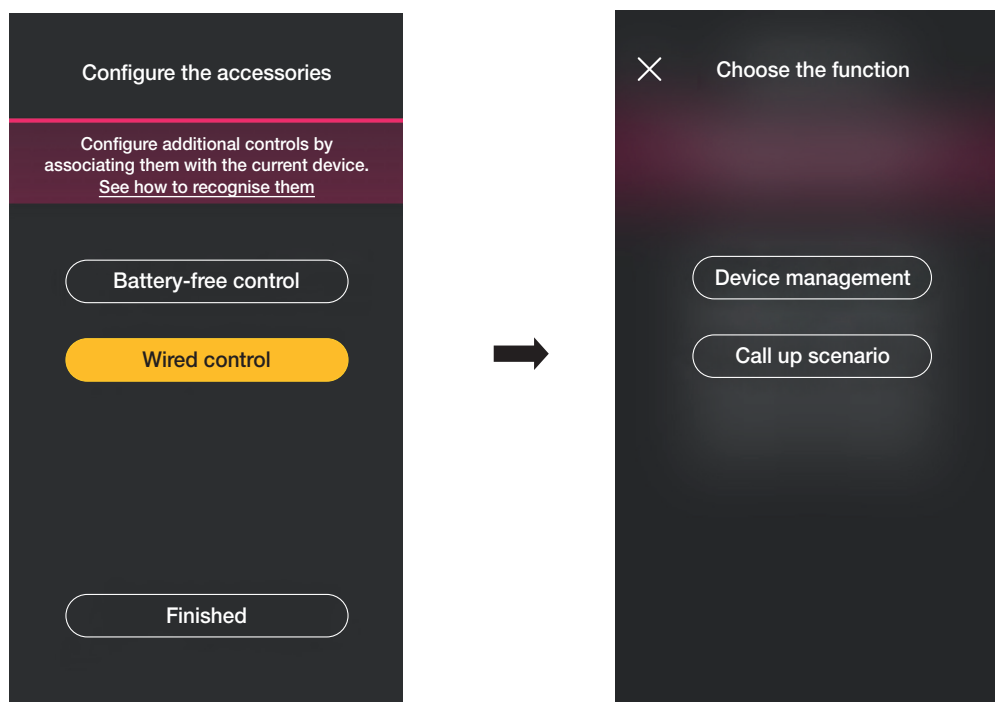 Configure the accessories
Configure additional controls by
associating them with the current device.
See how to recognise them
Battery-free control
Wired control
Finished
Choose the function
Device management
Call up scenario